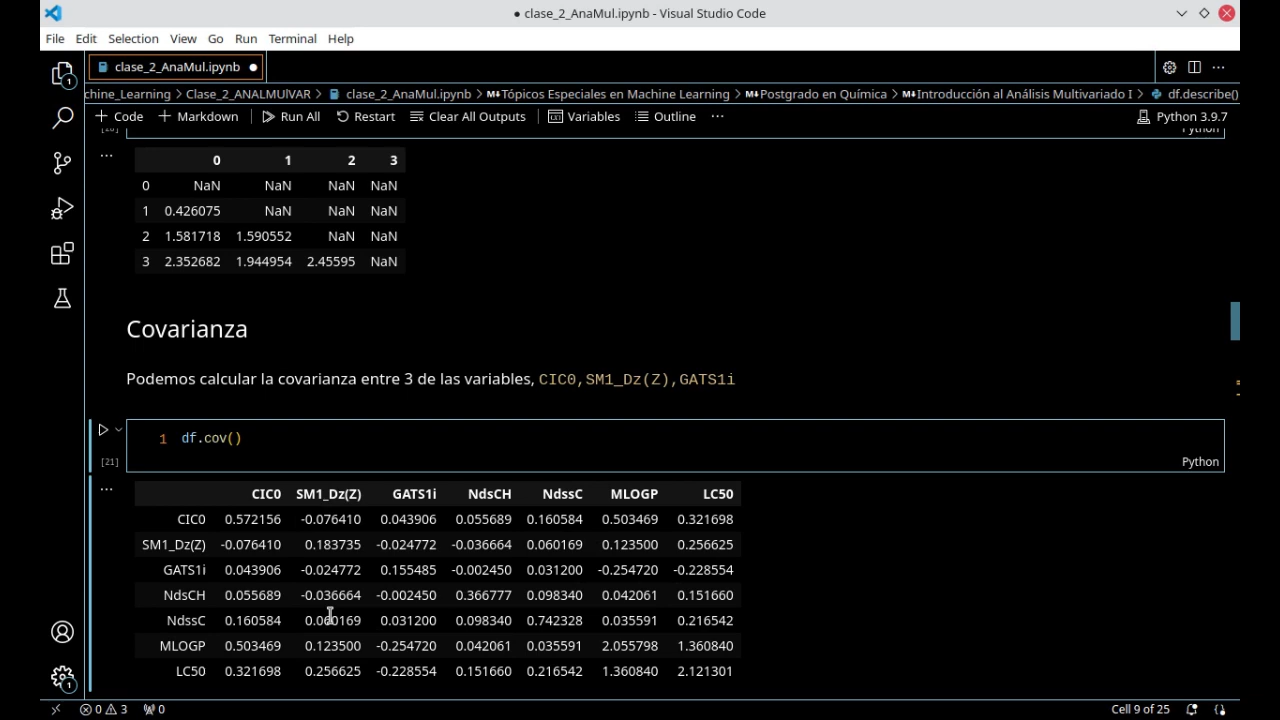 ● clase_2_AnaMul.ipynb - Visual Studio Code
File Edit Selection View Go Run Terminal Help
clase_2_AnaMul.ipynb ●
chine_Learning > Clase_2_ANALMUlVAR > clase_2_AnaMul.ipynb > M↓Tópicos Especiales en Machine Learning > M↓Postgrado en Química > M↓Introducción al Análisis Multivariado I > df.describe()
+ Code + Markdown Run All Restart Clear All Outputs Variables Outline ··· Python 3.9.7
[20] Python
... 0 1 2 3
0 NaN NaN NaN NaN
1 0.426075 NaN NaN NaN
2 1.581718 1.590552 NaN NaN
3 2.352682 1.944954 2.45595 NaN
Covarianza
Podemos calcular la covarianza entre 3 de las variables, CIC0,SM1_Dz(Z),GATS1i
1 df.cov()
[21] Python
... CIC0 SM1_Dz(Z) GATS1i NdsCH NdssC MLOGP LC50
CIC0 0.572156 -0.076410 0.043906 0.055689 0.160584 0.503469 0.321698
SM1_Dz(Z) -0.076410 0.183735 -0.024772 -0.036664 0.060169 0.123500 0.256625
GATS1i 0.043906 -0.024772 0.155485 -0.002450 0.031200 -0.254720 -0.228554
NdsCH 0.055689 -0.036664 -0.002450 0.366777 0.098340 0.042061 0.151660
NdssC 0.160584 0.060169 0.031200 0.098340 0.742328 0.035591 0.216542
MLOGP 0.503469 0.123500 -0.254720 0.042061 0.035591 2.055798 1.360840
LC50 0.321698 0.256625 -0.228554 0.151660 0.216542 1.360840 2.121301
0 3 0 Cell 9 of 25